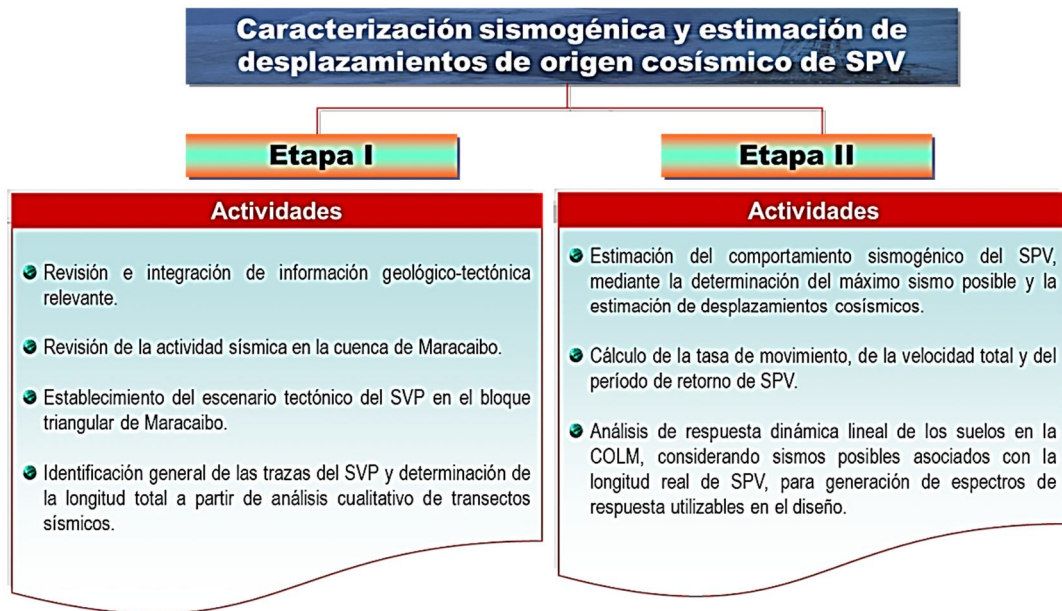 Caracterización sismogénica y estimación de
desplazamientos de origen cosísmico de SPV
Etapa I
Actividades
Revisión e integración de información geológico-tectónica
relevante.
Revisión de la actividad sísmica en la cuenca de Maracaibo.
Establecimiento del escenario tectónico del SVP en el bloque
triangular de Maracaibo.
Identificación general de las trazas del SVP y determinación de
la longitud total a partir de análisis cualitativo de transectos
sísmicos.
Etapa II
Actividades
Estimación del comportamiento sismogénico del SPV,
mediante la determinación del máximo sismo posible y la
estimación de desplazamientos cosísmicos.
Cálculo de la tasa de movimiento, de la velocidad total y del
período de retorno de SPV.
Análisis de respuesta dinámica lineal de los suelos en la
COLM, considerando sismos posibles asociados con la
longitud real de SPV, para generación de espectros de
respuesta utilizables en el diseño.